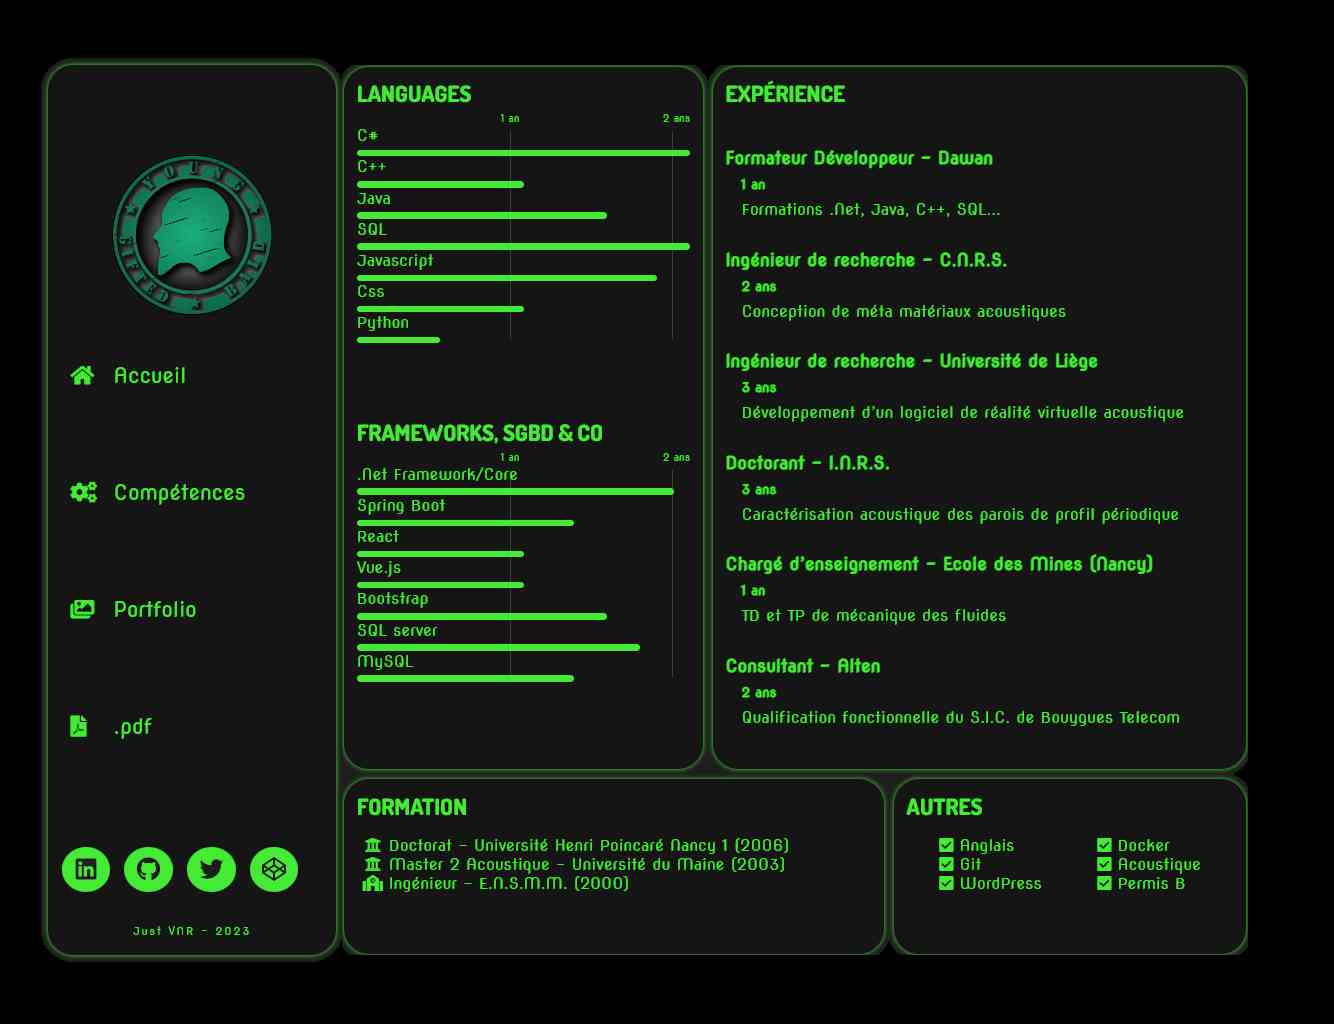 YOUNG
GIFTED
BALD
Accueil
Compétences
Portfolio
.pdf
Just VNR - 2023
LANGUAGES
1 an 2 ans
C#
C++
Java
SQL
Javascript
Css
Python
FRAMEWORKS, SGBD & CO
1 an 2 ans
.Net Framework/Core
Spring Boot
React
Vue.js
Bootstrap
SQL server
MySQL
EXPÉRIENCE
Formateur Développeur - Dawan
1 an
Formations .Net, Java, C++, SQL...
Ingénieur de recherche - C.N.R.S.
2 ans
Conception de méta matériaux acoustiques
Ingénieur de recherche - Université de Liège
3 ans
Développement d'un logiciel de réalité virtuelle acoustique
Doctorant - I.N.R.S.
3 ans
Caractérisation acoustique des parois de profil périodique
Chargé d'enseignement - Ecole des Mines (Nancy)
1 an
TD et TP de mécanique des fluides
Consultant - Alten
2 ans
Qualification fonctionnelle du S.I.C. de Bouygues Telecom
FORMATION
Doctorat - Université Henri Poincaré Nancy 1 (2006)
Master 2 Acoustique - Université du Maine (2003)
Ingénieur - E.N.S.M.M. (2000)
AUTRES
Anglais Docker
Git Acoustique
WordPress Permis B